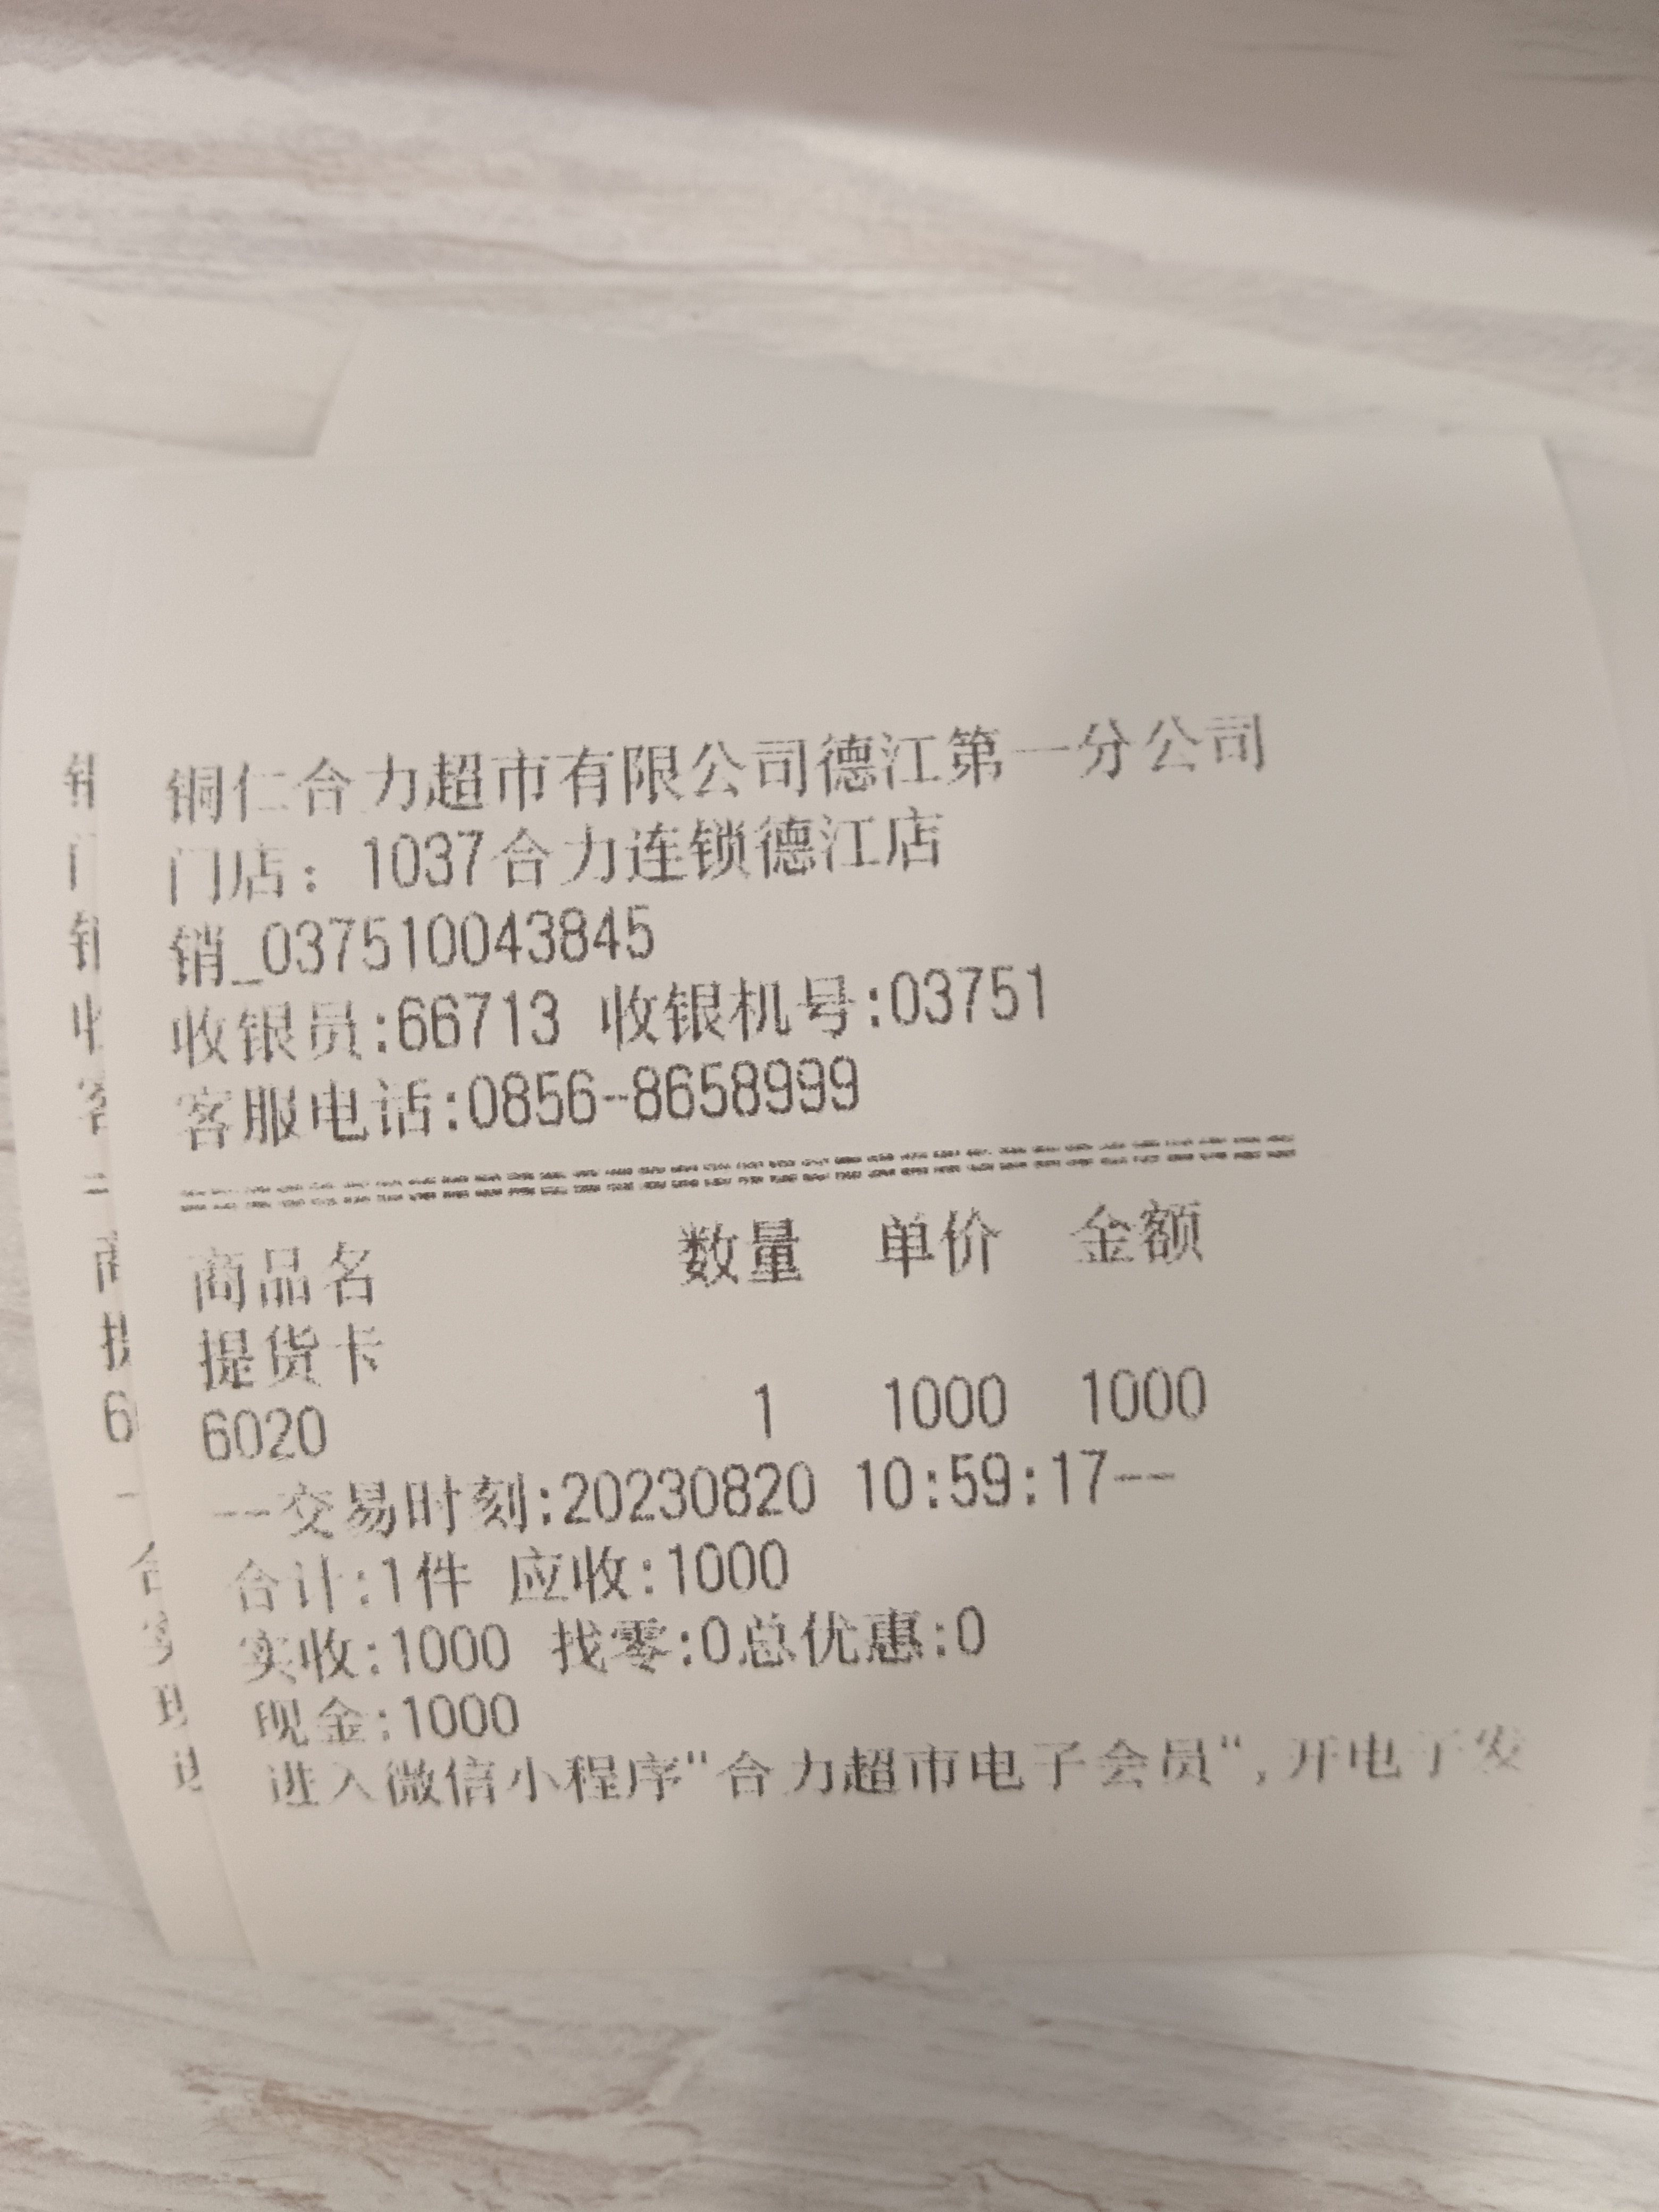 铜仁合力超市有限公司德江第一分公司
门店：1037合力连锁德江店
销_037510043845
收银员:66713 收银机号:03751
客服电话:0856-8658999
================================
商品名 数量 单价 金额
提货卡
6020 1 1000 1000
--交易时刻:20230820 10:59:17--
合计:1件 应收:1000
实收:1000 找零:0总优惠:0
现金:1000
进入微信小程序"合力超市电子会员",开电子发